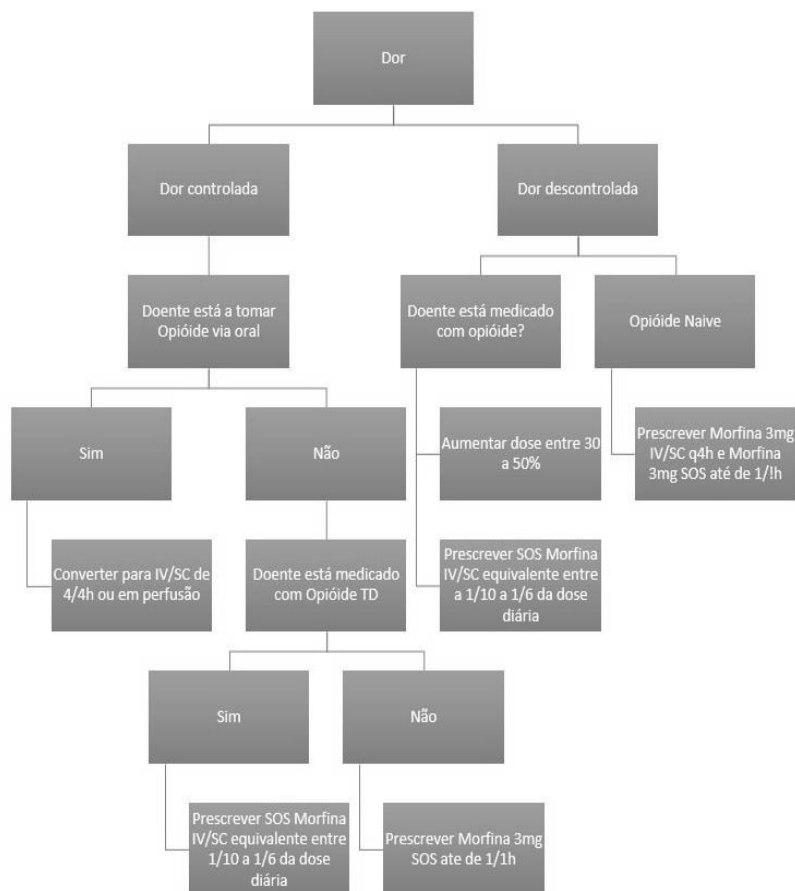 Dor
Dor controlada
Dor descontrolada
Doente está a tomar
Opióide via oral
Doente está medicado
com opióide?
Opióide Naive
Sim
Não
Aumentar dose entre 30
a 50%
Prescrever Morfina 3mg
IV/SC q4h e Morfina
3mg SOS até de 1/!h
Converter para IV/SC de
4/4h ou em perfusão
Doente está medicado
com Opióide TD
Prescrever SOS Morfina
IV/SC equivalente entre
a 1/10 a 1/6 da dose
diária
Sim
Não
Prescrever SOS Morfina
IV/SC equivalente entre
1/10 a 1/6 da dose
diária
Prescrever Morfina 3mg
SOS ate de 1/1h